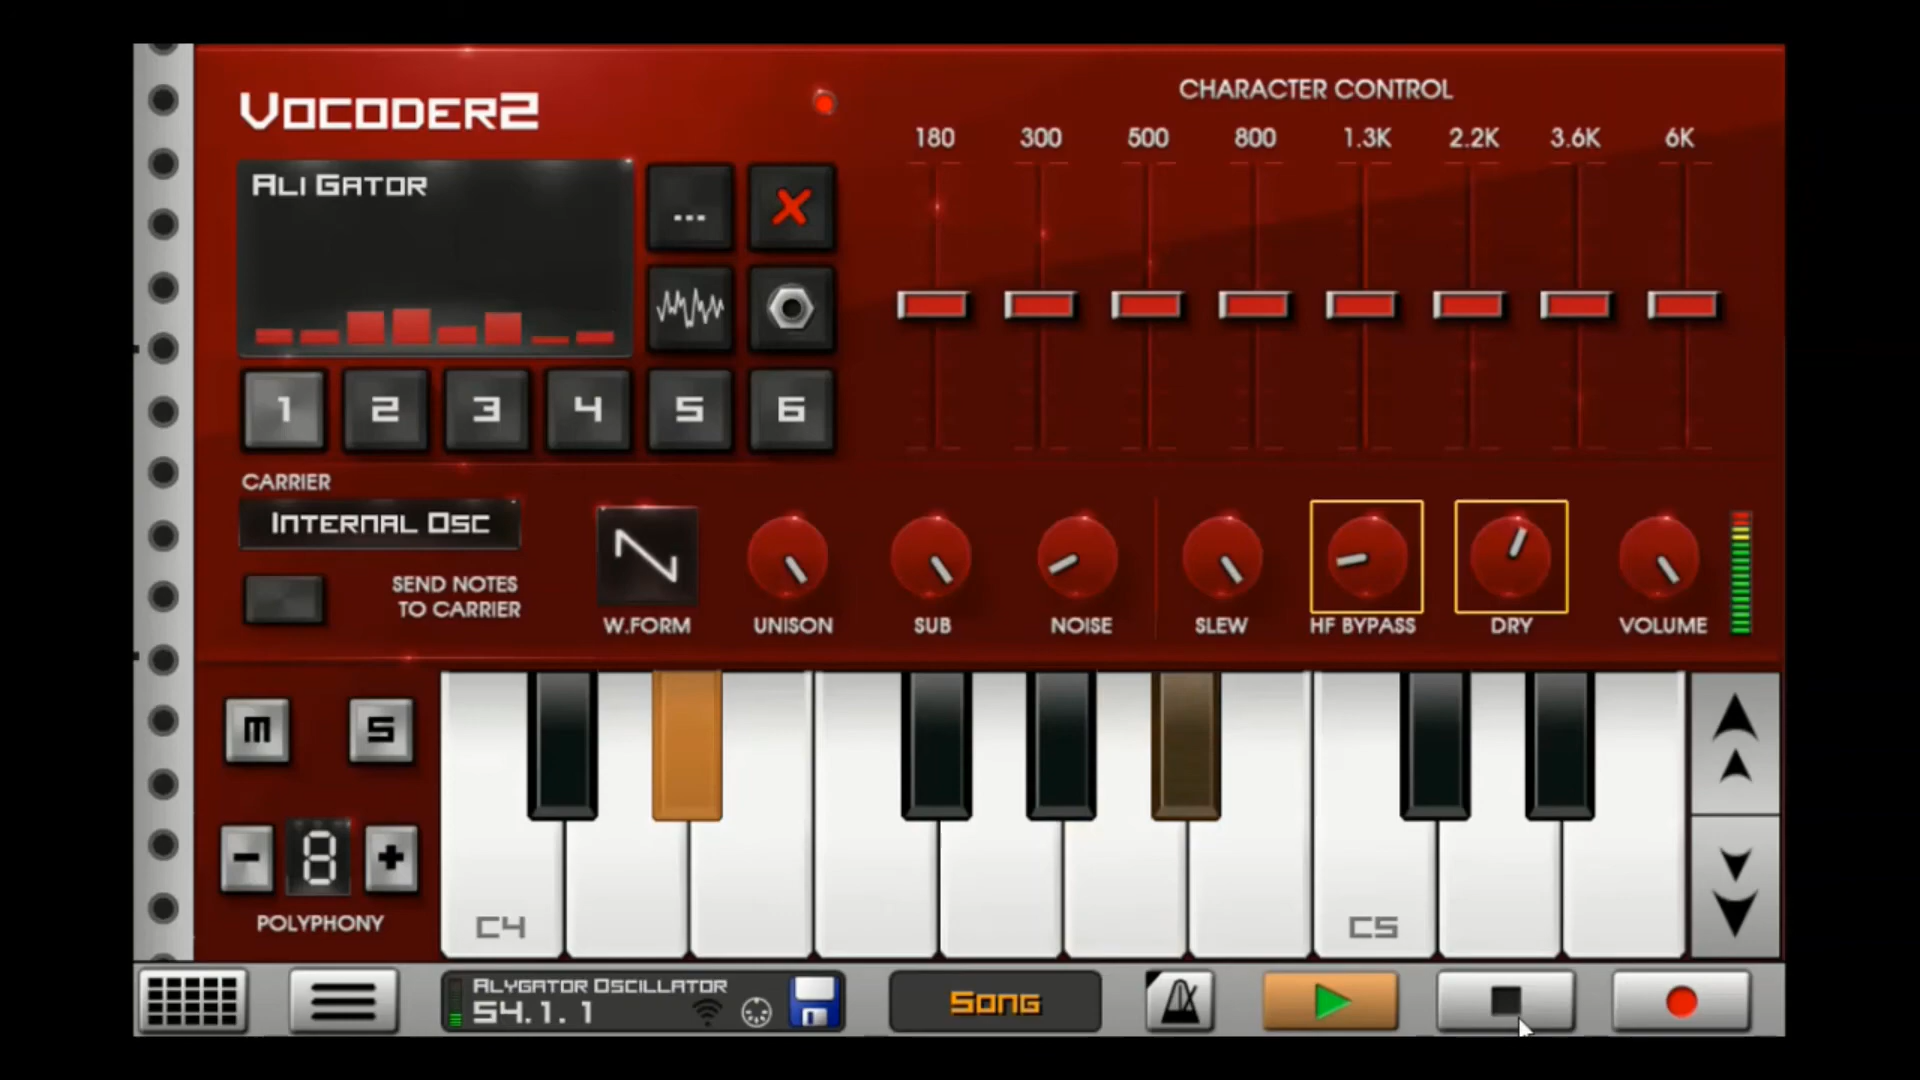 Vocoder2
CHARACTER CONTROL
180 300 500 800 1.3K 2.2K 3.6K 6K
Ali Gator
...
1 2 3 4 5 6
CARRIER
Internal Osc
SEND NOTES
TO CARRIER
W.FORM UNISON SUB NOISE SLEW HF BYPASS DRY VOLUME
M S
- 8 +
POLYPHONY
C4 C5
Alygator Oscillator
54.1.1
Song